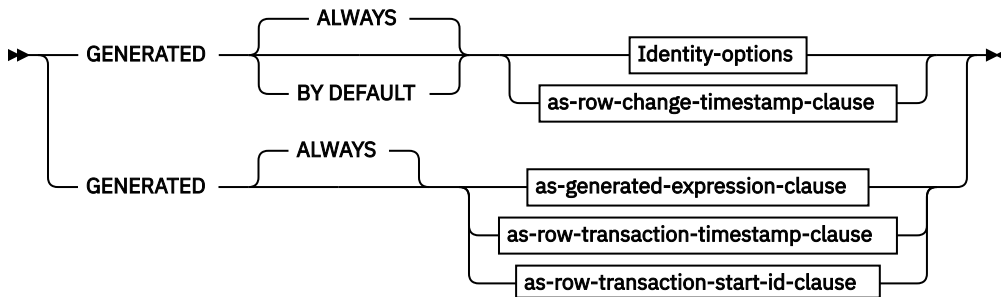 ALWAYS
GENERATED Identity-options
BY DEFAULT
as-row-change-timestamp-clause
ALWAYS
GENERATED as-generated-expression-clause
as-row-transaction-timestamp-clause
as-row-transaction-start-id-clause